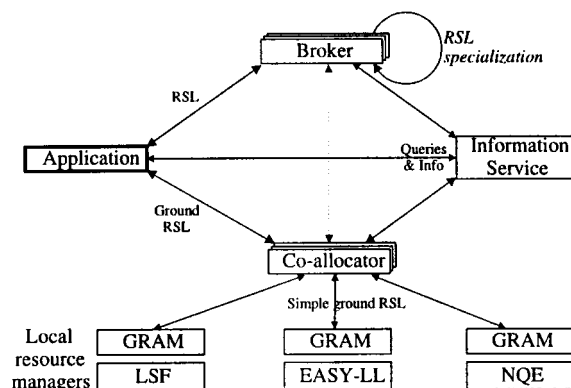 Broker
RSL
specialization
RSL
Application
Queries
& Info
Information
Service
Ground
RSL
Co-allocator
Simple ground RSL
Local
resource
managers
GRAM
GRAM
GRAM
LSF
EASY-LL
NQE